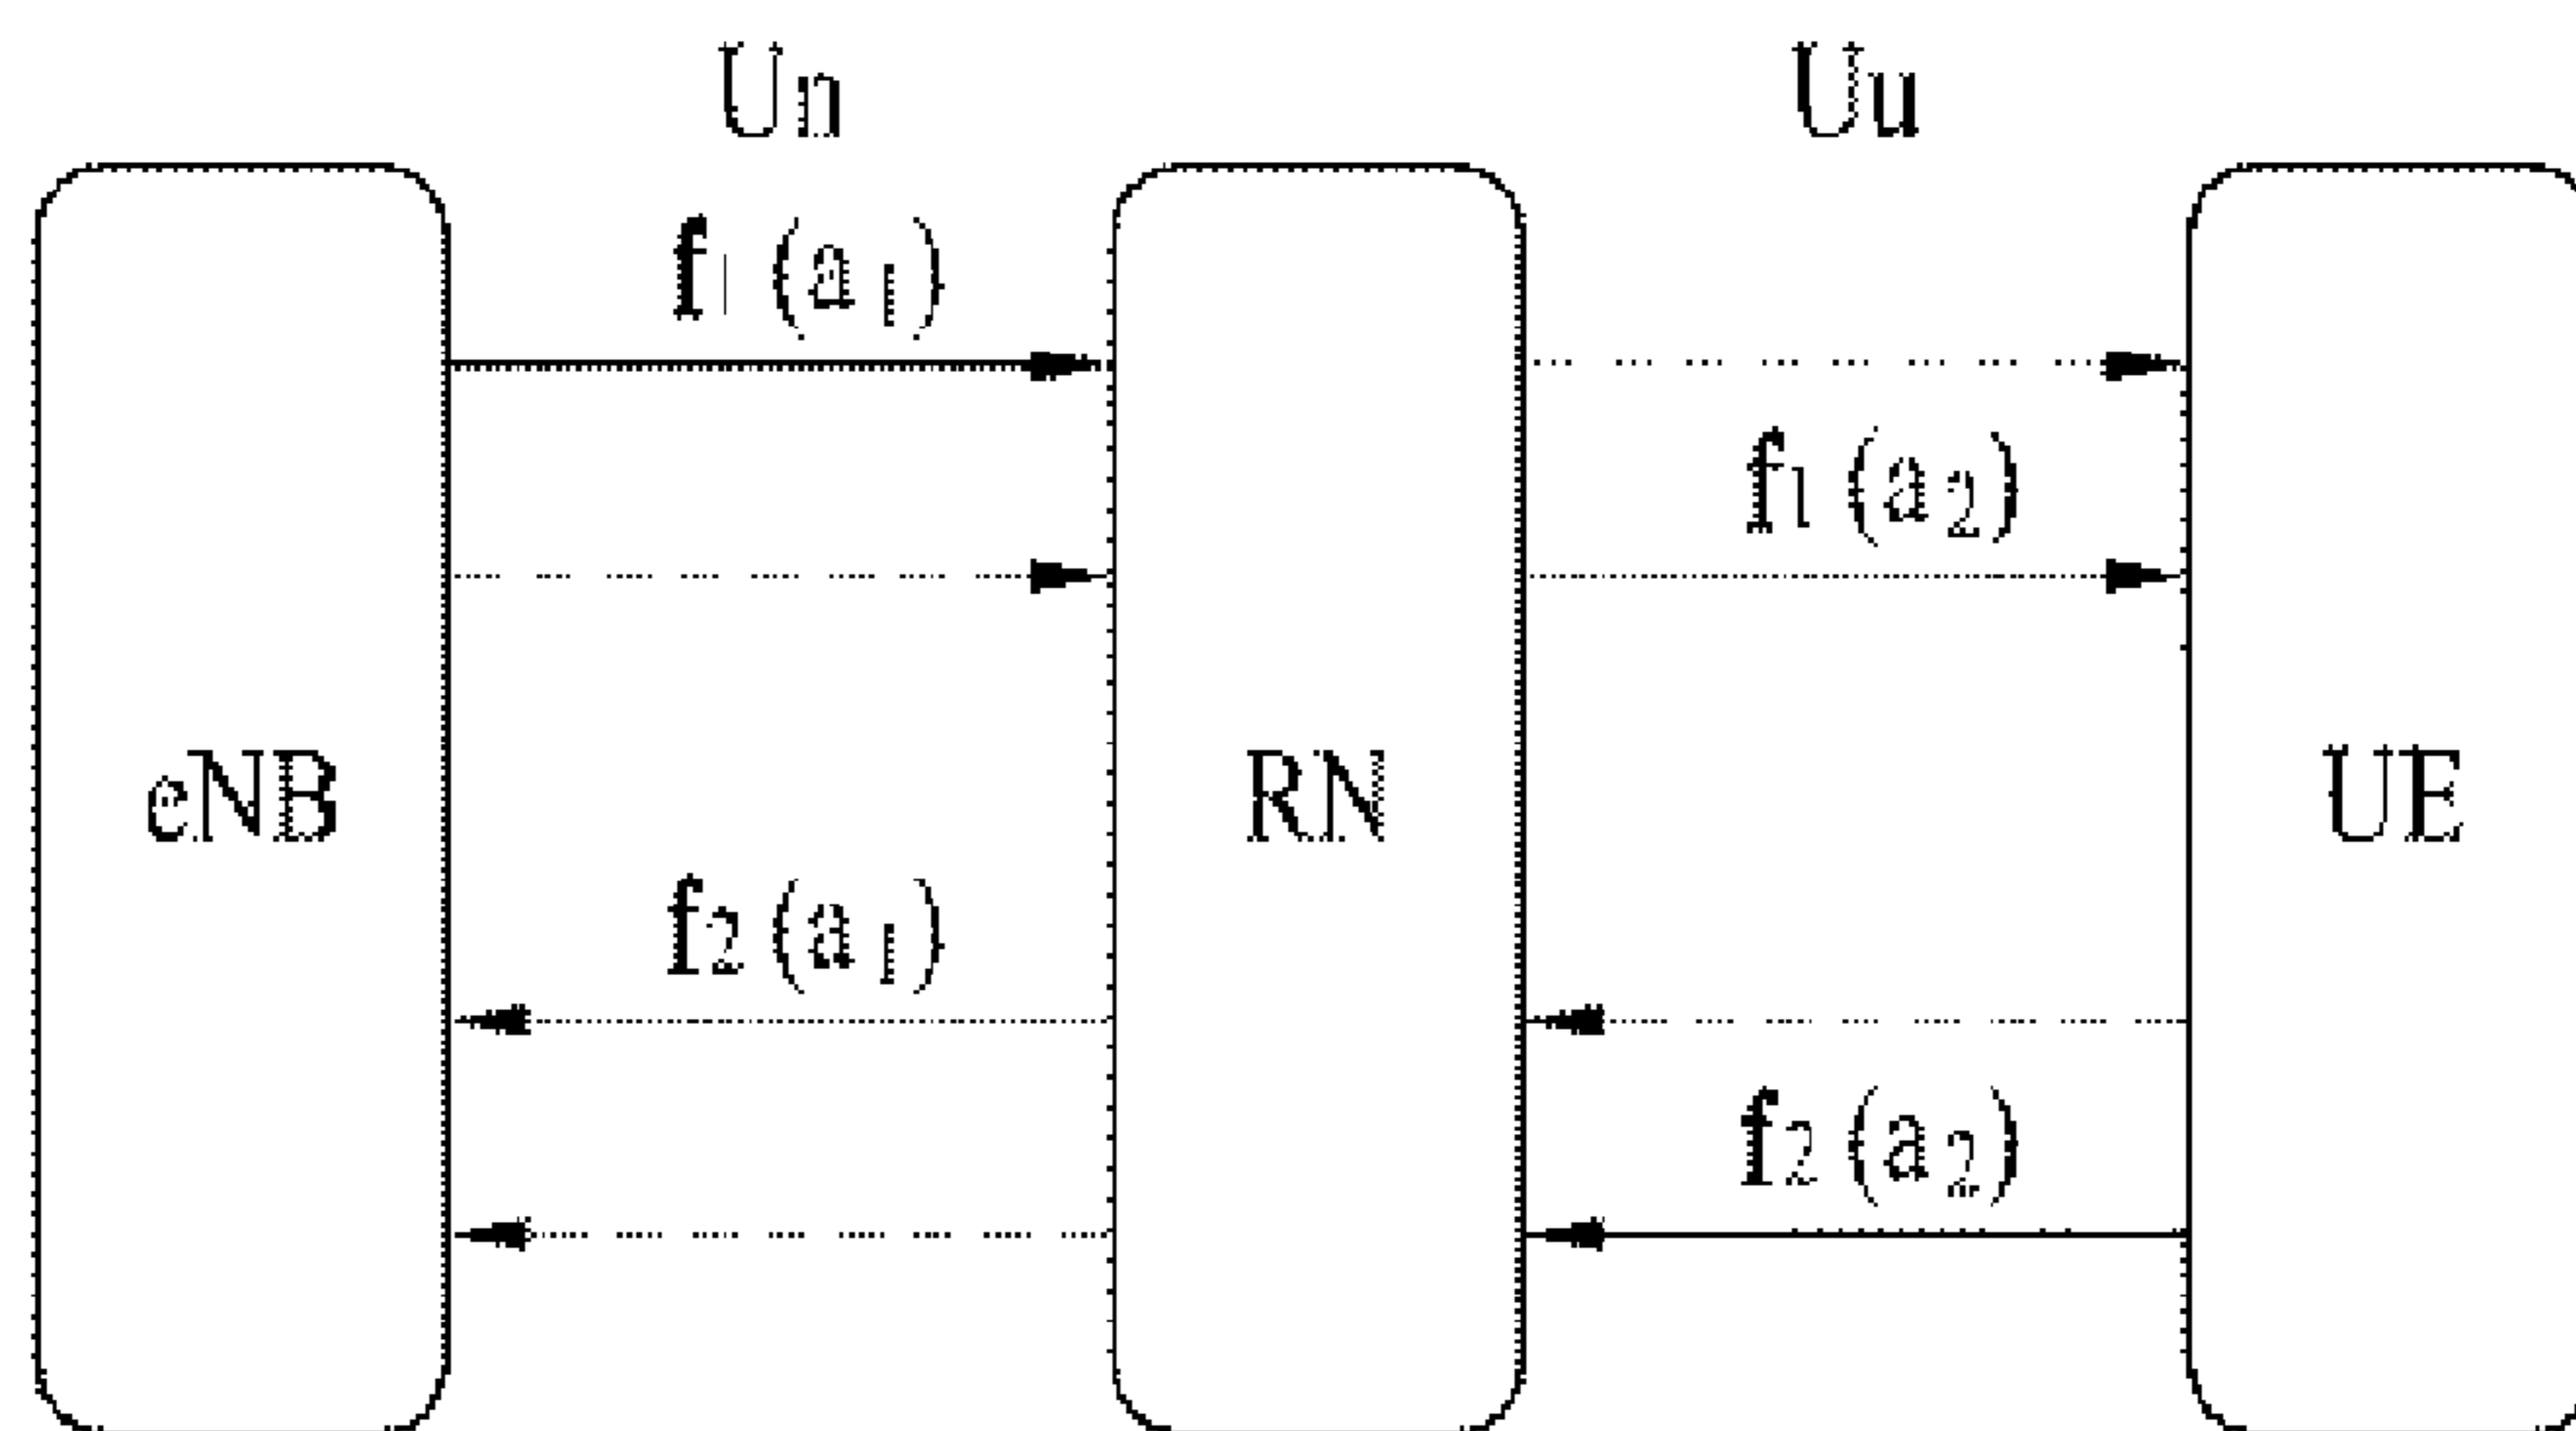 Un Uu
f₁ (a₁)
f₁ (a₂)
eNB RN UE
f₂ (a₁)
f₂ (a₂)